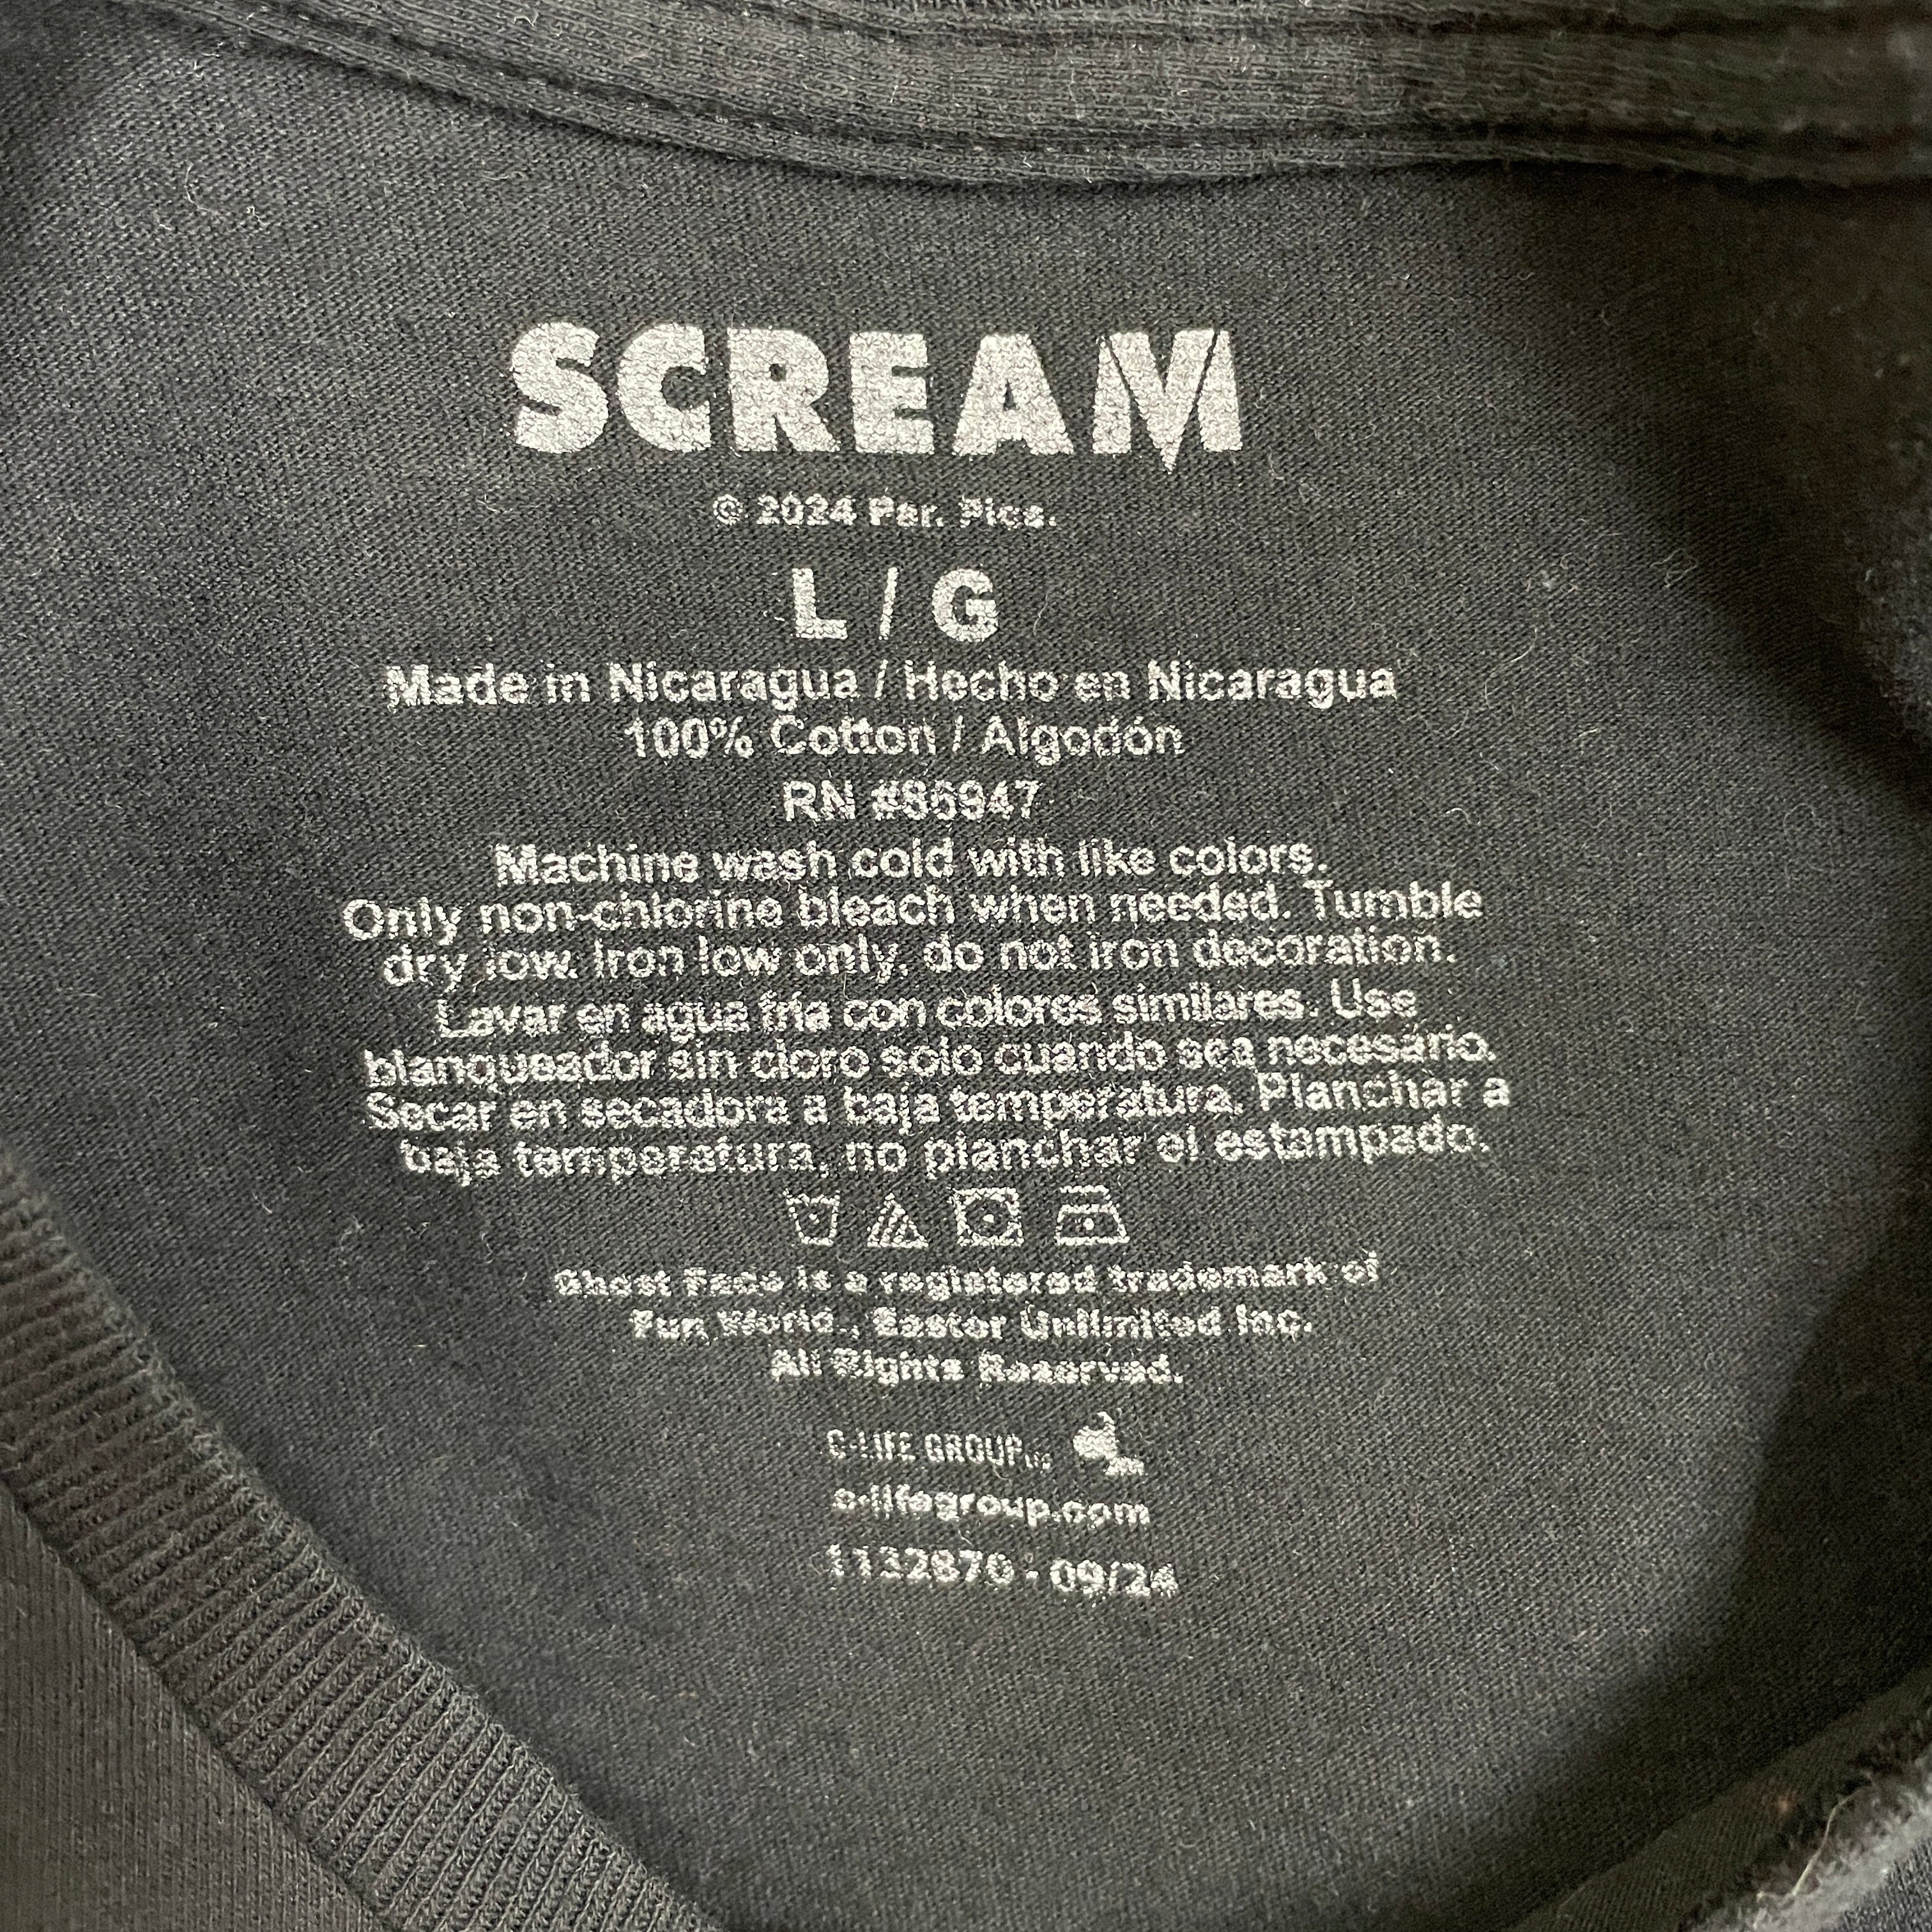 SCREAM
© 2024 Par. Pics.
L / G
Made in Nicaragua / Hecho en Nicaragua
100% Cotton / Algodón
RN #86947
Machine wash cold with like colors.
Only non-chlorine bleach when needed. Tumble
dry low. Iron low only, do not iron decoration.
Lavar en agua fría con colores similares. Use
blanqueador sin cloro solo cuando sea necesario.
Secar en secadora a baja temperatura. Planchar a
baja temperatura, no planchar el estampado.
Ghost Face is a registered trademark of
Fun World., Easter Unlimited Inc.
All Rights Reserved.
C-LIFE GROUP
c-lifegroup.com
1132870 - 09/24